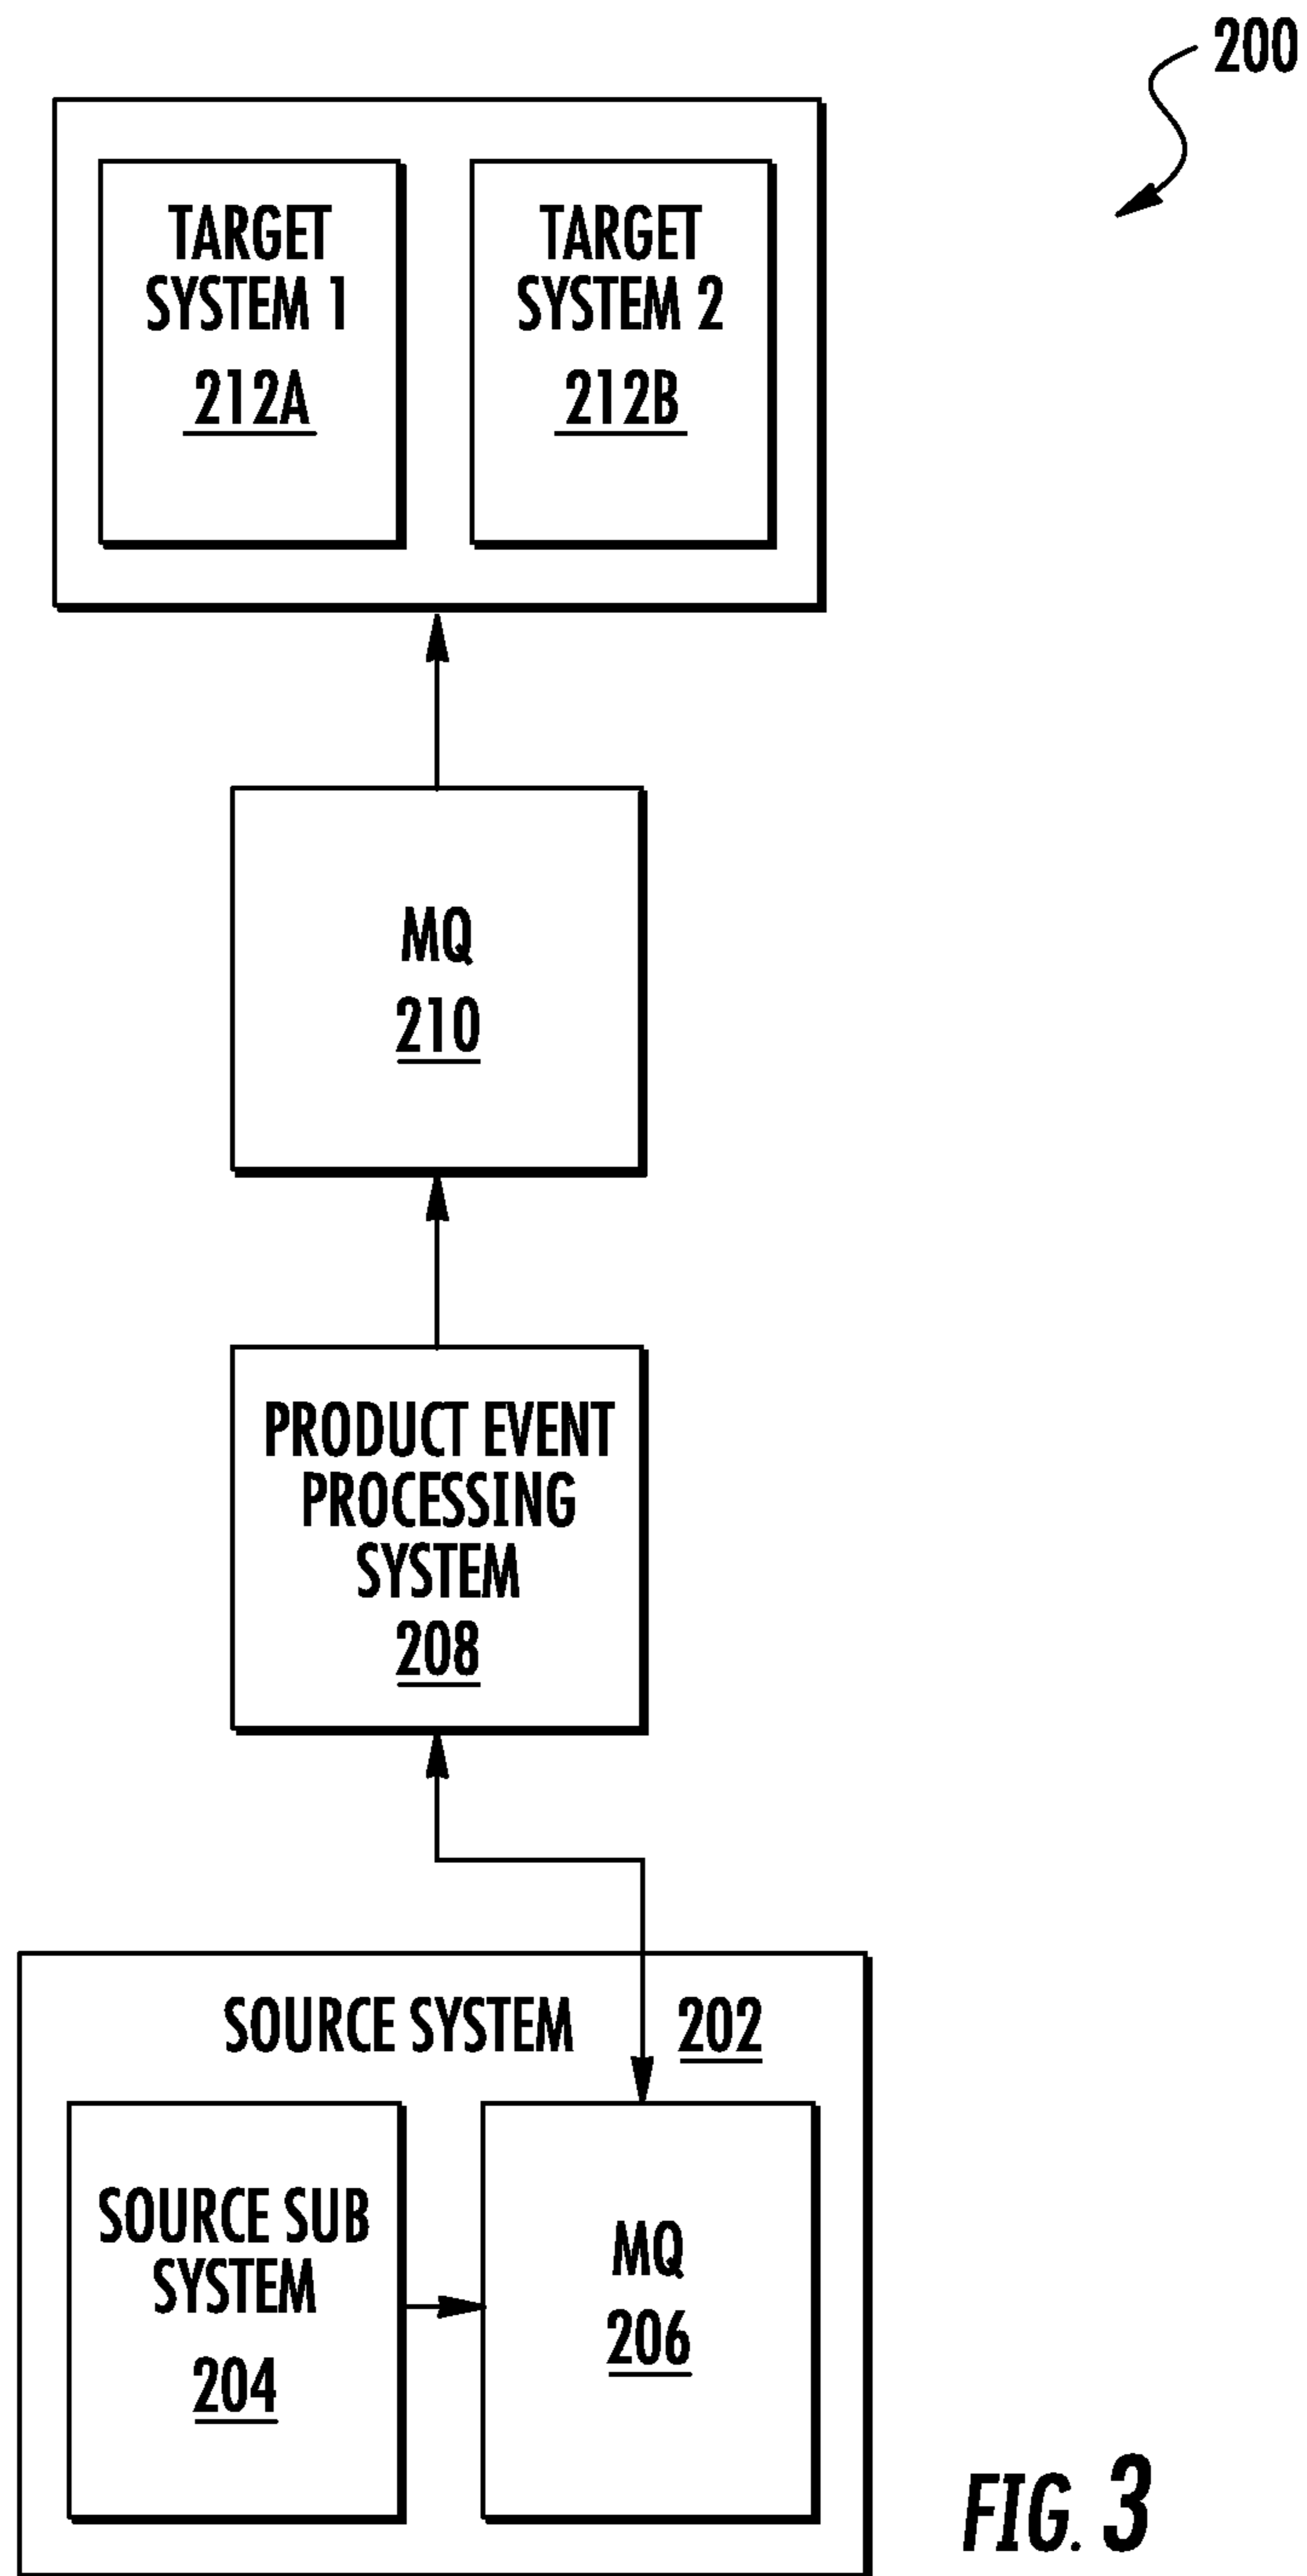 200
TARGET
SYSTEM 1
212A
TARGET
SYSTEM 2
212B
MQ
210
PRODUCT EVENT
PROCESSING
SYSTEM
208
SOURCE SYSTEM 202
SOURCE SUB
SYSTEM
204
MQ
206
FIG. 3